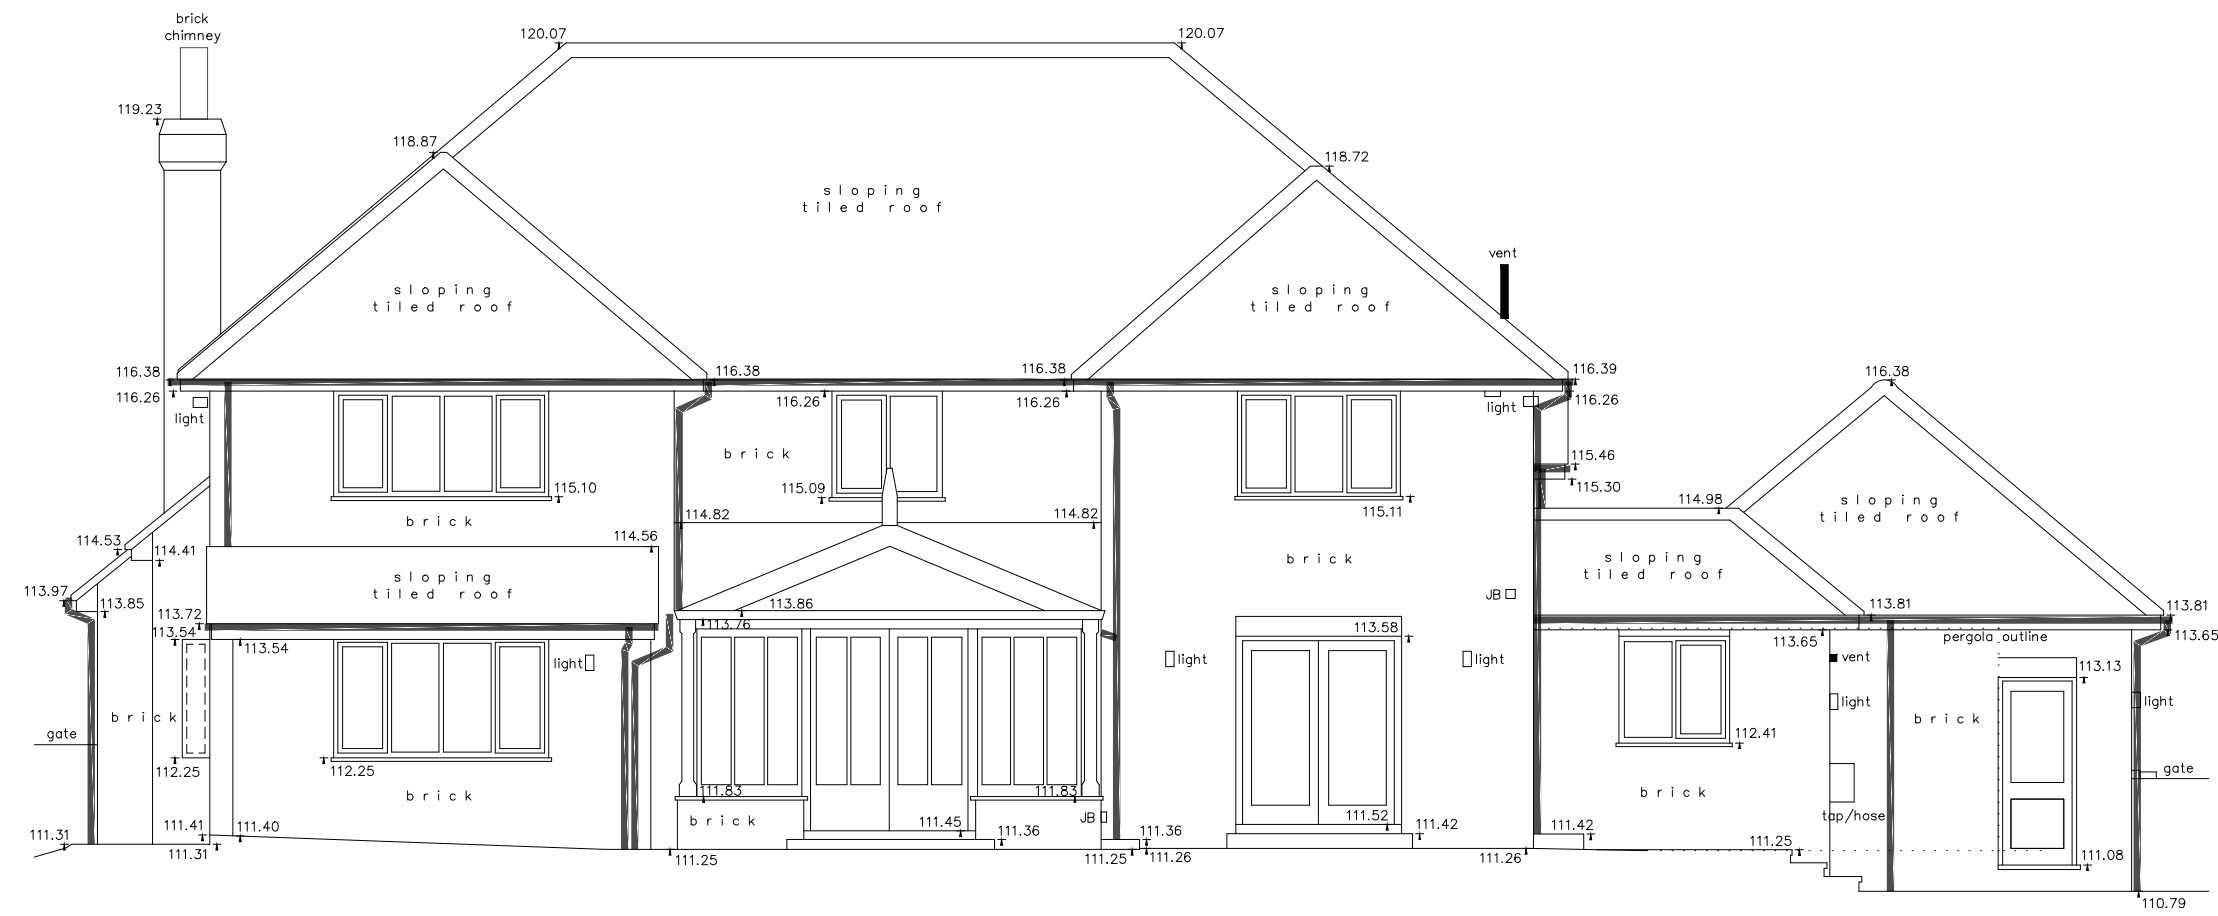 brick
chimney
120.07
120.07
119.23
118.87
118.72
sloping
tiled roof
vent
sloping
tiled roof
sloping
tiled roof
116.38
116.38
116.38
116.39
116.38
116.26
light
116.26
116.26
light
116.26
brick
115.46
115.10
115.09
115.30
115.11
114.98
sloping
tiled roof
brick
114.82
114.82
114.53
114.41
114.56
brick
sloping
tiled roof
sloping
tiled roof
113.97
113.85
JB
113.86
113.81
113.81
113.72
113.76
113.54
113.54
113.58
113.65
pergola outline
113.65
light
light
light
vent
113.13
light
light
brick
brick
gate
112.41
112.25
112.25
gate
111.83
111.83
brick
brick
brick
JB
tap/hose
111.31
111.41
111.40
111.45
111.36
111.36
111.52
111.42
111.42
111.25
111.31
111.25
111.25
111.26
111.26
111.08
110.79